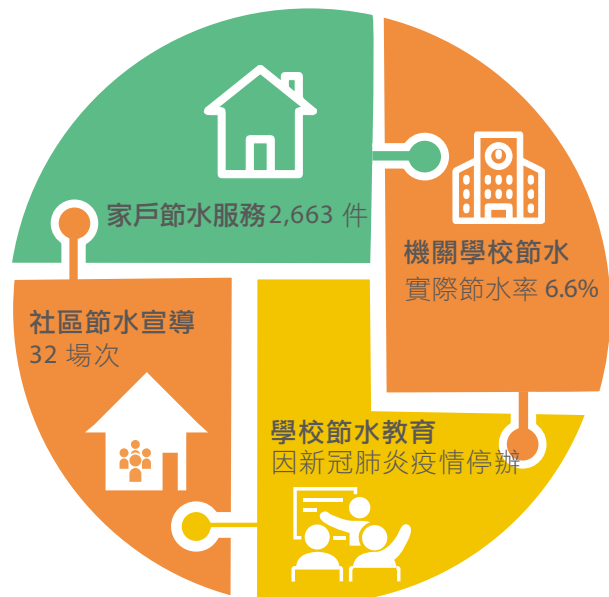 家戶節水服務2,663 件
機關學校節水
實際節水率 6.6%
社區節水宣導
32 場次
學校節水教育
因新冠肺炎疫情停辦